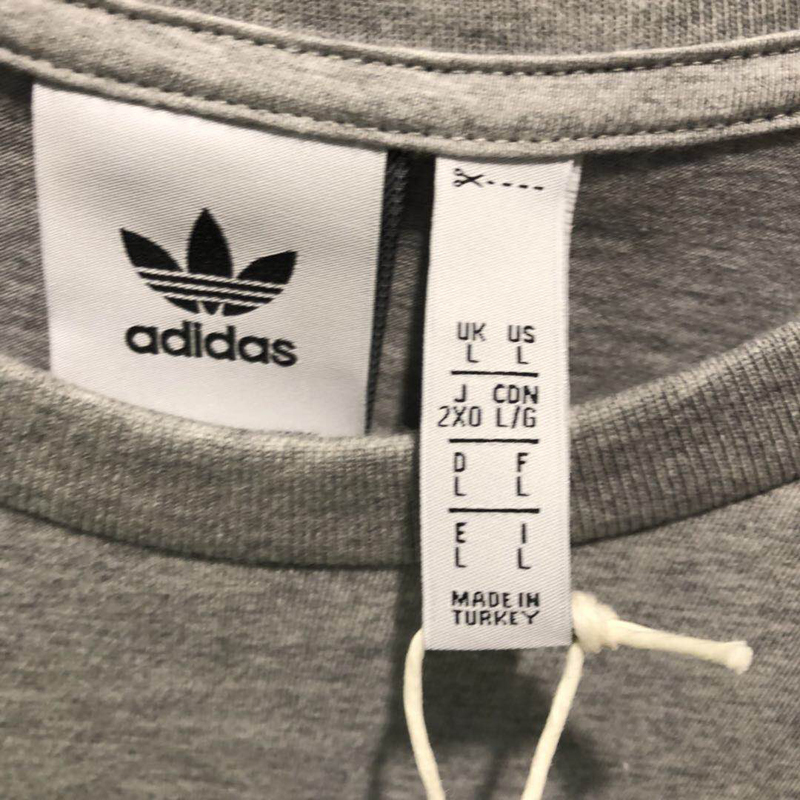 adidas
UK US
L L
J CDN
2XO L/G
D F
L L
E I
L L
MADE IN
TURKEY